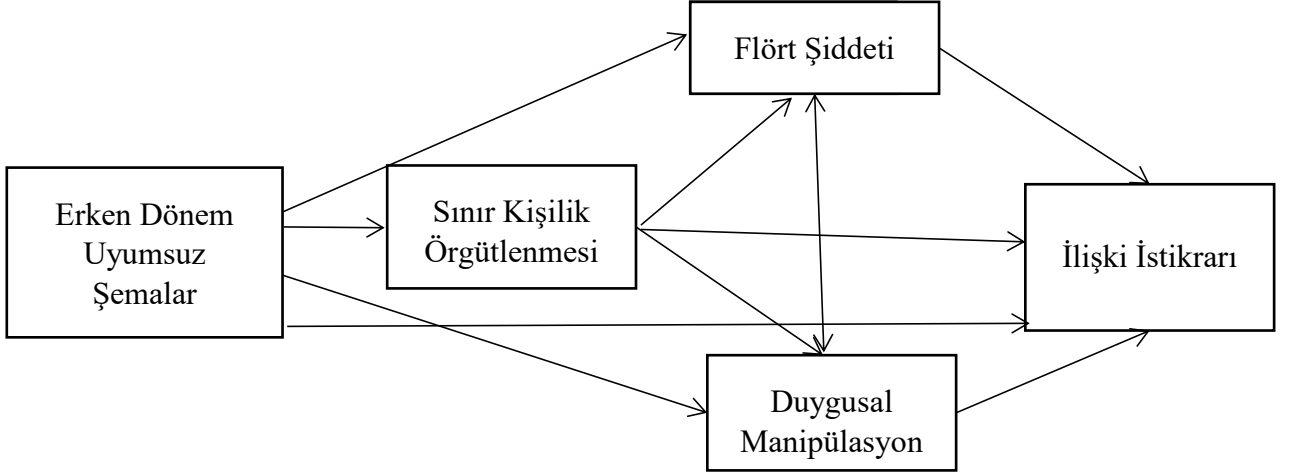 Flört Şiddeti
Erken Dönem
Uyumsuz
Şemalar
Sınır Kişilik
Örgütlenmesi
İlişki İstikrarı
Duygusal
Manipülasyon